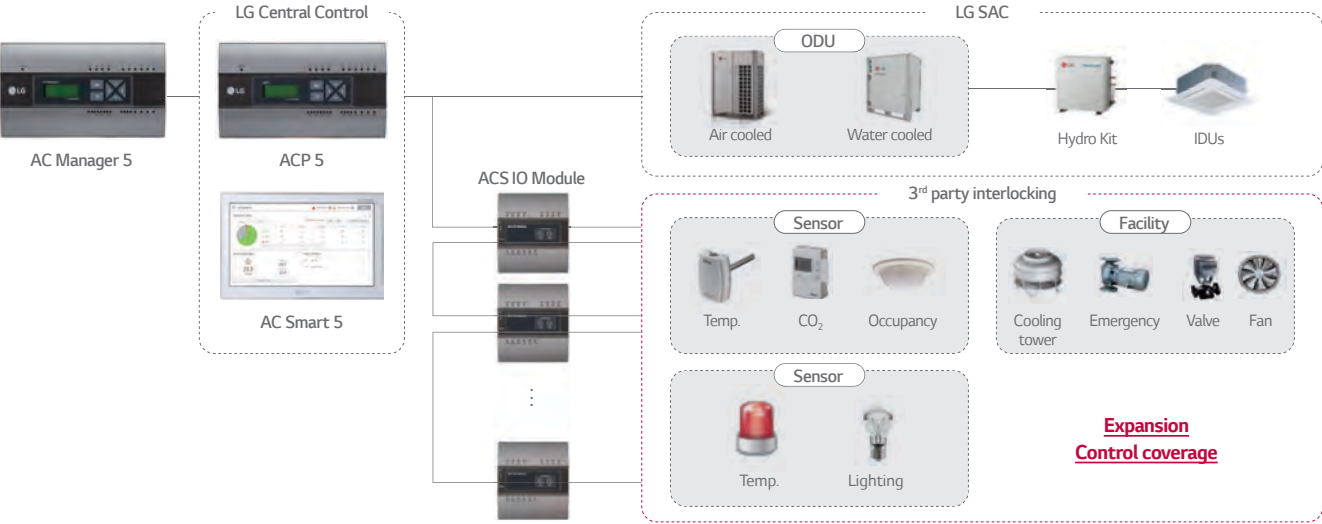 LG Central Control
LG SAC
ODU
Air cooled
Water cooled
Hydro Kit
IDUs
LG
LG
AC Manager 5
ACP 5
ACS IO Module
3rd party interlocking
Sensor
Facility
Temp.
CO2
Occupancy
Cooling
tower
Emergency
Valve
Fan
AC Smart 5
Sensor
Temp.
Lighting
Expansion
Control coverage